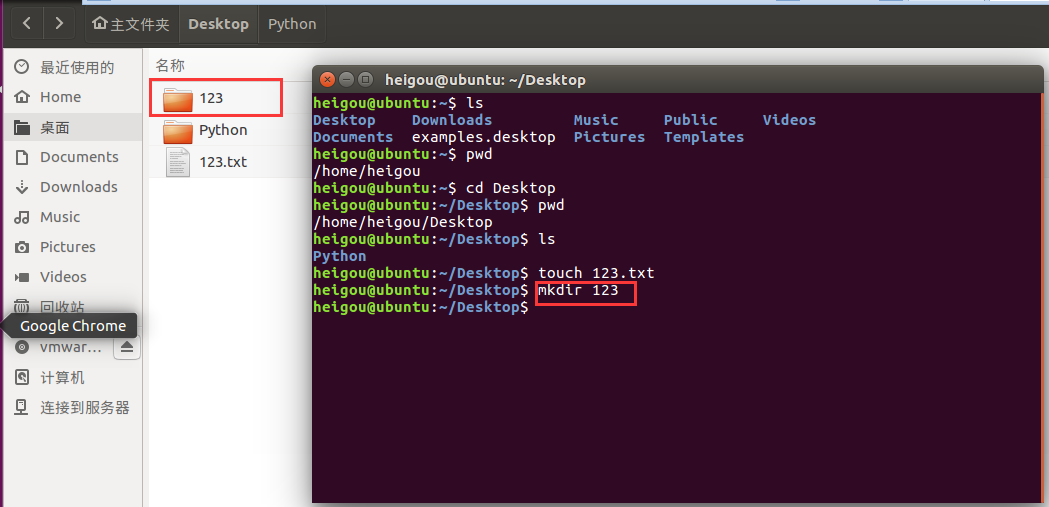 主文件夹 Desktop Python
最近使用的
Home
桌面
Documents
Downloads
Music
Pictures
Videos
回收站
Google Chrome
vmwar...
计算机
连接到服务器
名称
123
Python
123.txt
heigou@ubuntu: ~/Desktop
heigou@ubuntu:~$ ls
Desktop Downloads Music Public Videos
Documents examples.desktop Pictures Templates
heigou@ubuntu:~$ pwd
/home/heigou
heigou@ubuntu:~$ cd Desktop
heigou@ubuntu:~/Desktop$ pwd
/home/heigou/Desktop
heigou@ubuntu:~/Desktop$ ls
Python
heigou@ubuntu:~/Desktop$ touch 123.txt
heigou@ubuntu:~/Desktop$ mkdir 123
heigou@ubuntu:~/Desktop$